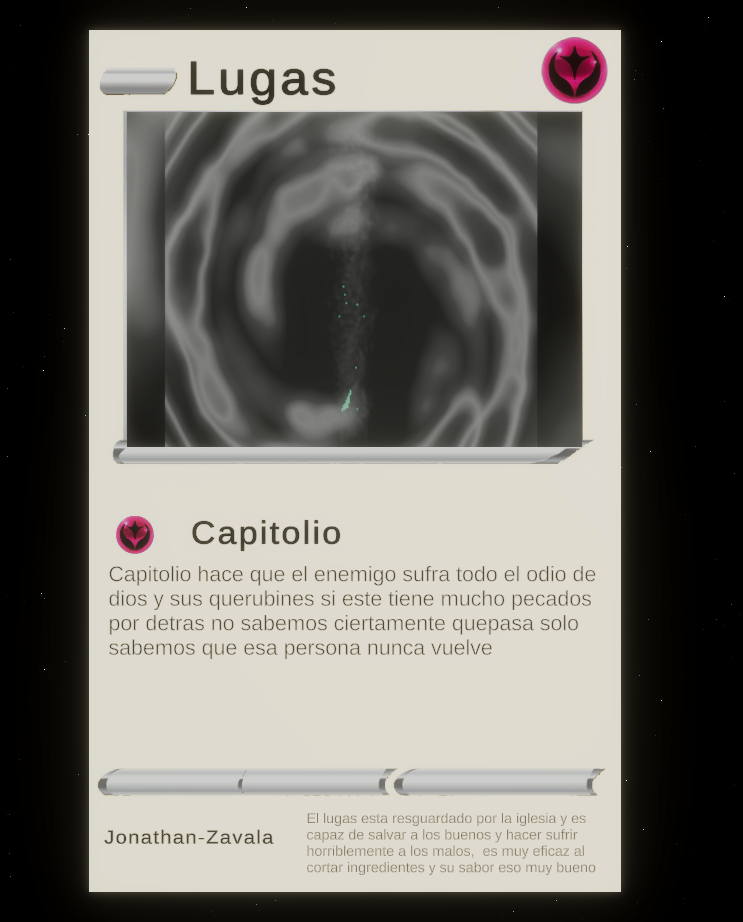 Lugas
Capitolio
Capitolio hace que el enemigo sufra todo el odio de
dios y sus querubines si este tiene mucho pecados
por detras no sabemos ciertamente quepasa solo
sabemos que esa persona nunca vuelve
Jonathan-Zavala
El lugas esta resguardado por la iglesia y es
capaz de salvar a los buenos y hacer sufrir
horriblemente a los malos,  es muy eficaz al
cortar ingredientes y su sabor eso muy bueno